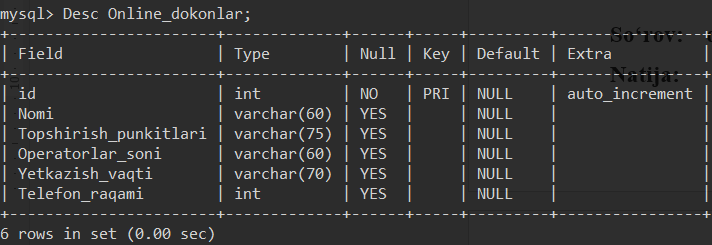 mysql> Desc Online_dokonlar;
+---------------------+-------------+------+-----+---------+----------------+
| Field               | Type        | Null | Key | Default | Extra          |
+---------------------+-------------+------+-----+---------+----------------+
| id                  | int         | NO   | PRI | NULL    | auto_increment |
| Nomi                | varchar(60) | YES  |     | NULL    |                |
| Topshirish_punkitlari | varchar(75) | YES  |     | NULL    |                |
| Operatorlar_soni    | varchar(60) | YES  |     | NULL    |                |
| Yetkazish_vaqti     | varchar(70) | YES  |     | NULL    |                |
| Telefon_raqami      | int         | YES  |     | NULL    |                |
+---------------------+-------------+------+-----+---------+----------------+
6 rows in set (0.00 sec)
So‘rov:
Natija: